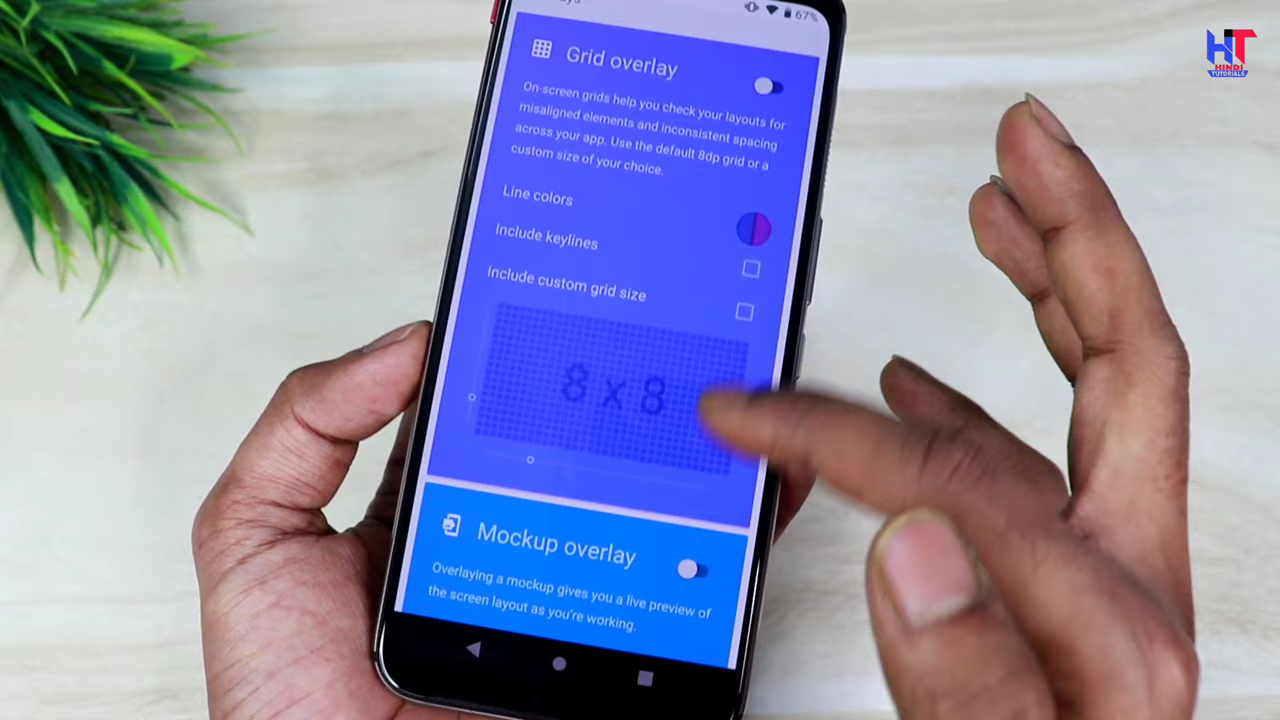 67%
HT
HINDI
TUTORIALS
Grid overlay
On-screen grids help you check your layouts for
misaligned elements and inconsistent spacing
across your app. Use the default 8dp grid or a
custom size of your choice.
Line colors
Include keylines
Include custom grid size
8 x 8
Mockup overlay
Overlaying a mockup gives you a live preview of
the screen layout as you're working.